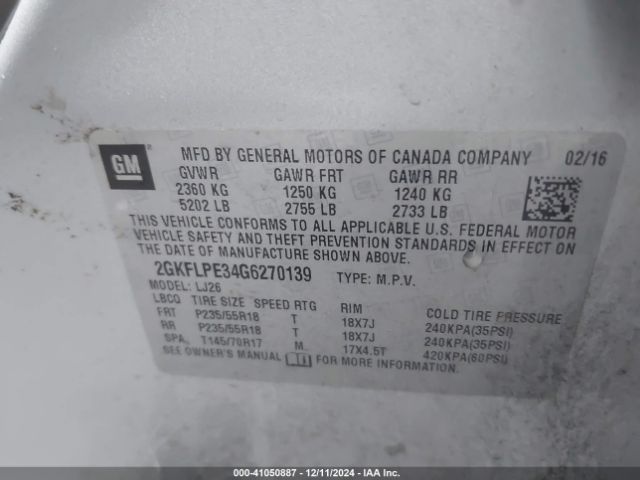 GM
MFD BY GENERAL MOTORS OF CANADA COMPANY 02/16
GVWR GAWR FRT GAWR RR
2360 KG 1250 KG 1240 KG
5202 LB 2755 LB 2733 LB
THIS VEHICLE CONFORMS TO ALL APPLICABLE U.S. FEDERAL MOTOR
VEHICLE SAFETY AND THEFT PREVENTION STANDARDS IN EFFECT ON
THE DATE OF MANUFACTURE SHOWN ABOVE.
2GKFLPE34G6270139 TYPE: M.P.V.
MODEL: LJ26
LBCQ TIRE SIZE SPEED RTG RIM COLD TIRE PRESSURE
FRT P235/55R18 T 18X7J 240KPA(35PSI)
RR P235/55R18 T 18X7J 240KPA(35PSI)
SPA, T145/70R17 M 17X4.5T 420KPA(60PSI)
SEE OWNER'S MANUAL FOR MORE INFORMATION.
000-41050887 - 12/11/2024 - IAA Inc.